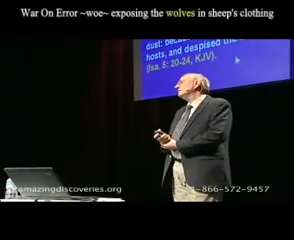 War On Error ~woe~ exposing the wolves in sheep's clothing
dust: becau
hosts, and despised the
(Isa. 5: 20-24, KJV).
amazingdiscoveries.org
1-866-572-9457